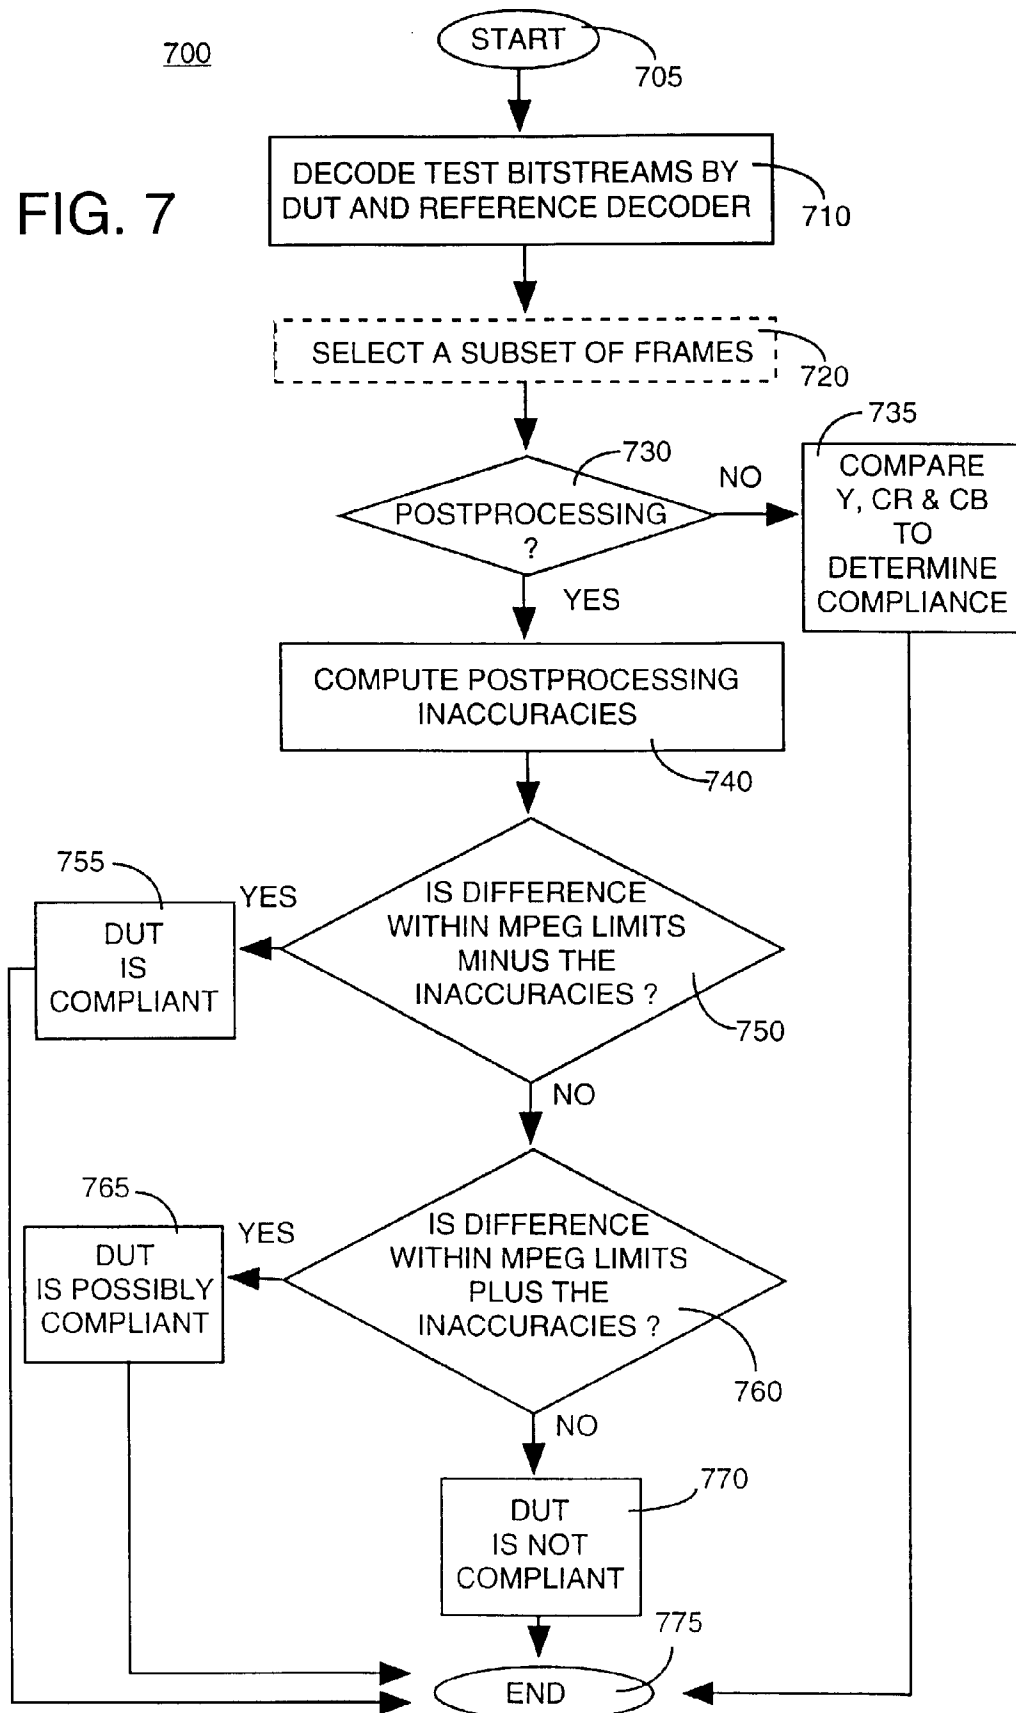 700
START
705
FIG. 7
DECODE TEST BITSTREAMS BY
DUT AND REFERENCE DECODER
710
SELECT A SUBSET OF FRAMES
720
730
POSTPROCESSING
?
NO
YES
735
COMPARE
Y, CR & CB
TO
DETERMINE
COMPLIANCE
COMPUTE POSTPROCESSING
INACCURACIES
740
IS DIFFERENCE
WITHIN MPEG LIMITS
MINUS THE
INACCURACIES ?
750
YES
755
DUT
IS
COMPLIANT
NO
IS DIFFERENCE
WITHIN MPEG LIMITS
PLUS THE
INACCURACIES ?
760
YES
765
DUT
IS POSSIBLY
COMPLIANT
NO
770
DUT
IS NOT
COMPLIANT
775
END